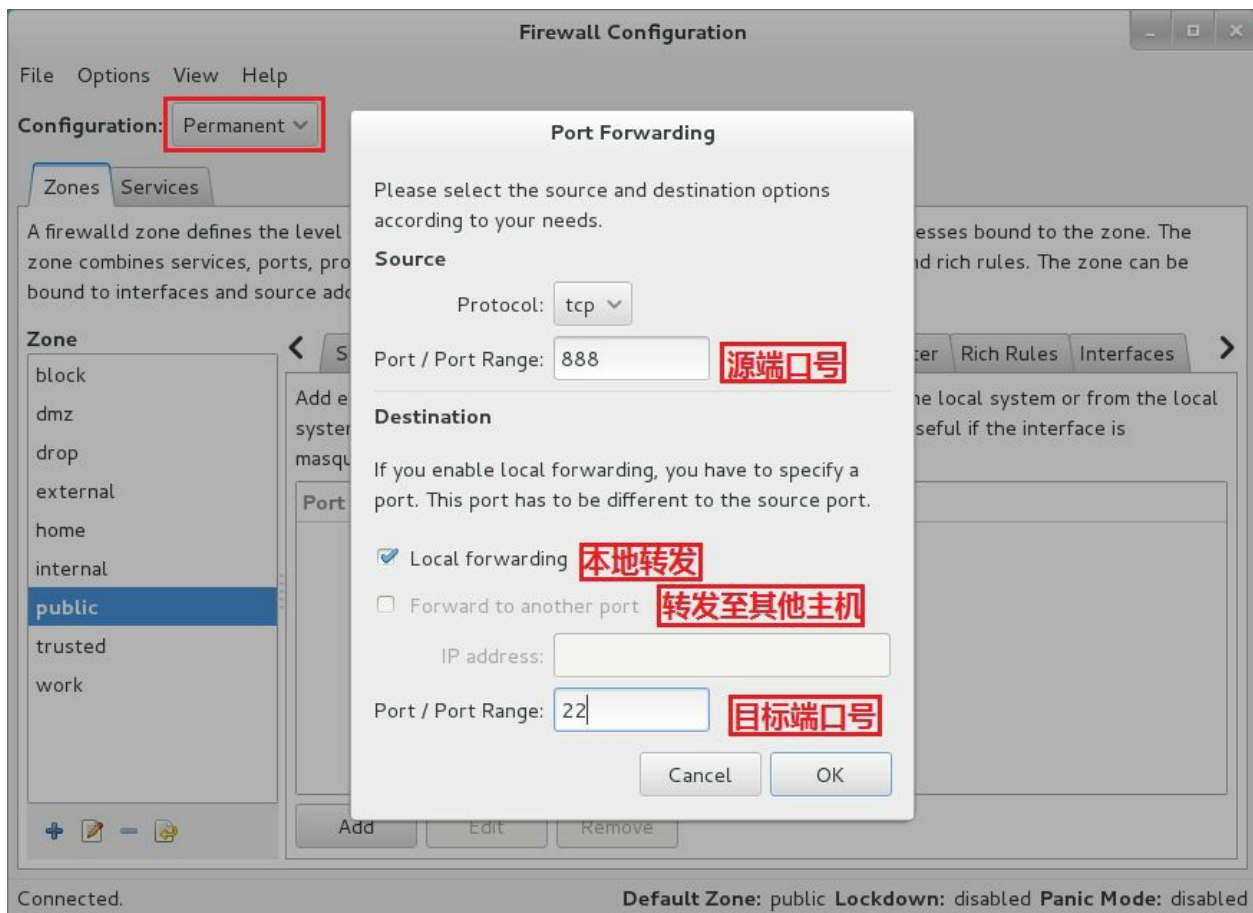 Firewall Configuration
File Options View Help
Configuration: Permanent
Zones Services
A firewalld zone defines the level
esses bound to the zone. The
zone combines services, ports, pro
nd rich rules. The zone can be
bound to interfaces and source add
Zone
block
dmz
drop
external
home
internal
public
trusted
work
S
ter Rich Rules Interfaces
Add e
he local system or from the local
system
seful if the interface is
masqu
Port
Add Edit Remove
Port Forwarding
Please select the source and destination options
according to your needs.
Source
Protocol: tcp
Port / Port Range: 888 源端口号
Destination
If you enable local forwarding, you have to specify a
port. This port has to be different to the source port.
Local forwarding 本地转发
Forward to another port 转发至其他主机
IP address:
Port / Port Range: 22 目标端口号
Cancel OK
Connected.
Default Zone: public Lockdown: disabled Panic Mode: disabled